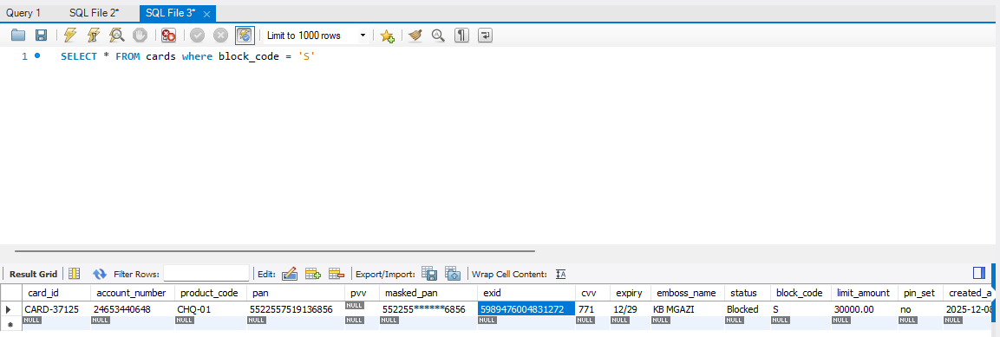 Query 1 SQL File 2* SQL File 3*
Limit to 1000 rows
1 SELECT * FROM cards where block_code = 'S'
Result Grid Filter Rows: Edit: Export/Import: Wrap Cell Content:
card_id account_number product_code pan pvv masked_pan exid cvv expiry emboss_name status block_code limit_amount pin_set created_a
CARD-37125 24653440648 CHQ-01 5522557519136856 NULL 552255******6856 5989476004831272 771 12/29 KB MGAZI Blocked S 30000.00 no 2025-12-08
NULL NULL NULL NULL NULL NULL NULL NULL NULL NULL NULL NULL NULL NULL NULL